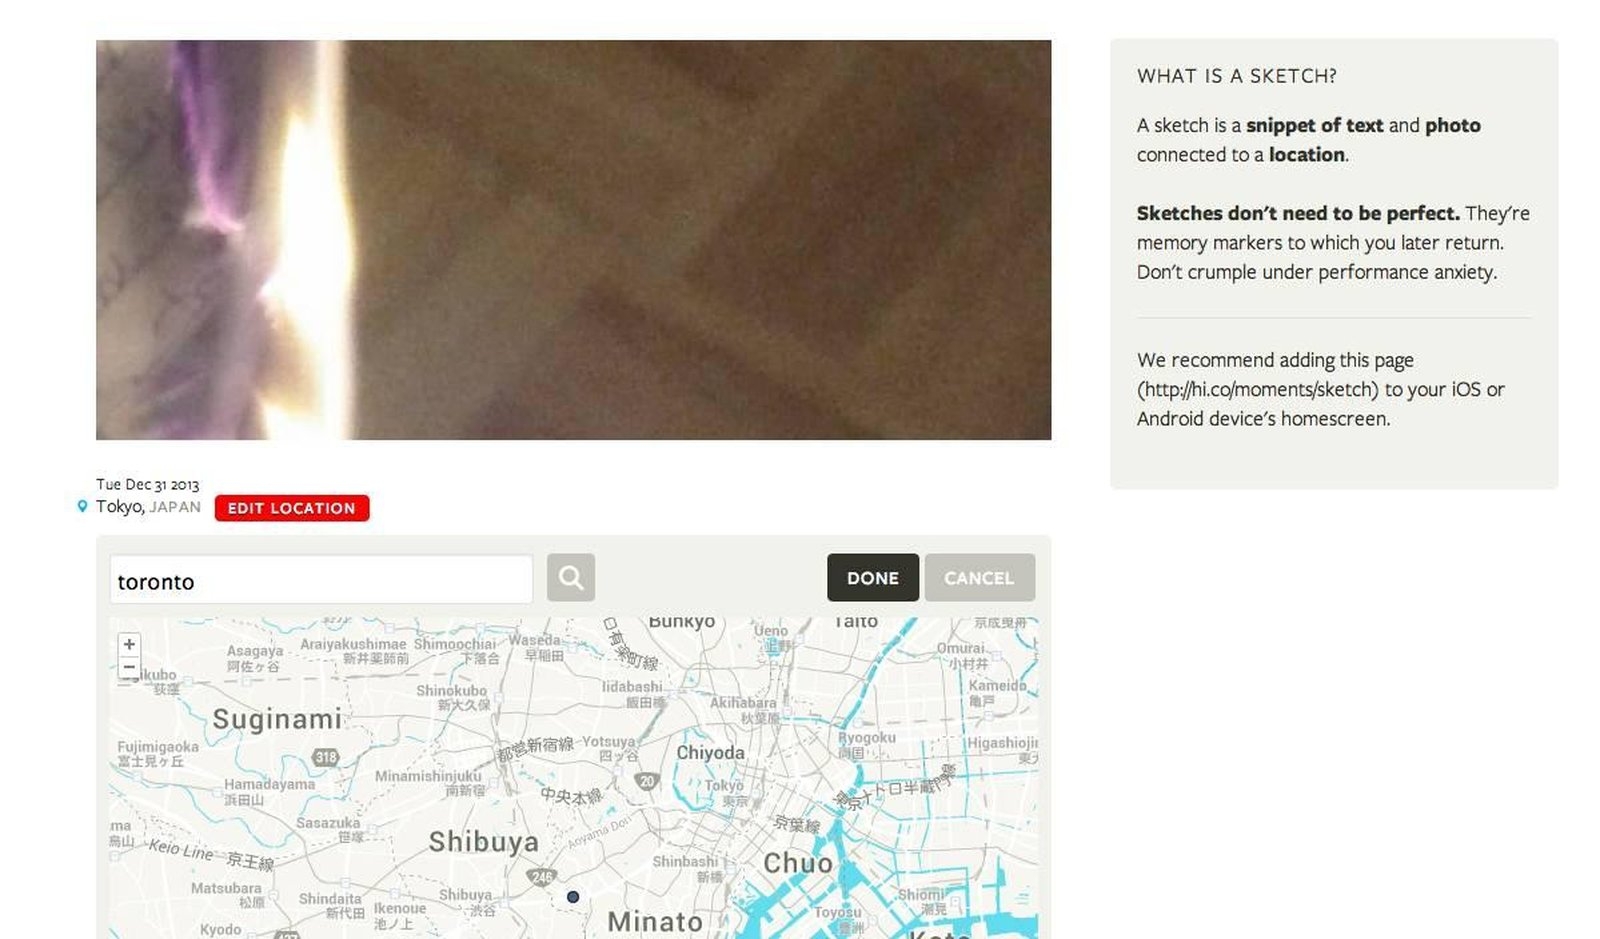 WHAT IS A SKETCH?
A sketch is a snippet of text and photo
connected to a location.
Sketches don't need to be perfect. They're
memory markers to which you later return.
Don't crumple under performance anxiety.
We recommend adding this page
(http://hi.co/moments/sketch) to your iOS or
Android device's homescreen.
Tue Dec 31 2013
Tokyo, JAPAN EDIT LOCATION
toronto
DONE CANCEL
+
−
Bunkyo
Taito
Ueno
上野
京成曳舟
Asagaya
阿佐ヶ谷
Araiyakushimae
新井薬師前
Shimoochiai
下落合
Waseda
早稲田
Omurai
小村井
荻窪
Shinokubo
新大久保
Iidabashi
飯田橋
Akihabara
秋葉原
Kameido
亀戸
Suginami
Fujimigaoka
富士見ヶ丘
318
都営新宿線
Yotsuya
四ッ谷
Chiyoda
Ryogoku
両国
Hamadayama
浜田山
Minamishinjuku
南新宿
20
中央本線
Tokyo
東京
Sasazuka
笹塚
Shibuya
Aoyama Dori
京葉線
Keio Line 京王線
Shinbashi
新橋
Chuo
246
Matsubara
松原
Shindaita
新代田
Ikenoue
池ノ上
Shibuya
渋谷
Minato
Toyosu
豊洲
Shiomi
潮見
Kyodo
Koto